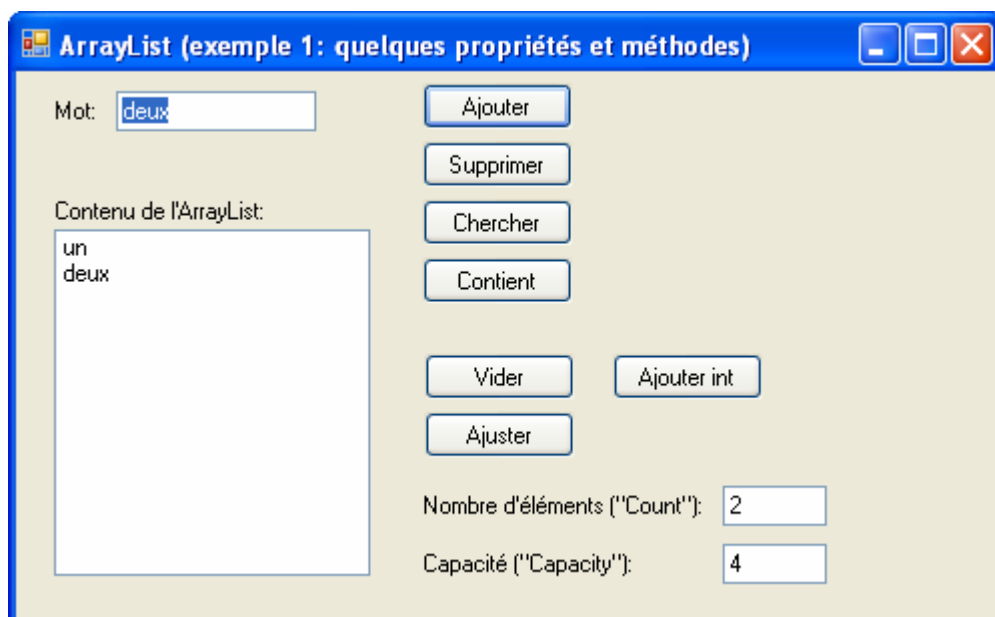 ArrayList (exemple 1: quelques propriétés et méthodes)
Mot: deux
Ajouter
Supprimer
Contenu de l'ArrayList:
Chercher
un
deux
Contient
Vider
Ajouter int
Ajuster
Nombre d'éléments ("Count"): 2
Capacité ("Capacity"): 4